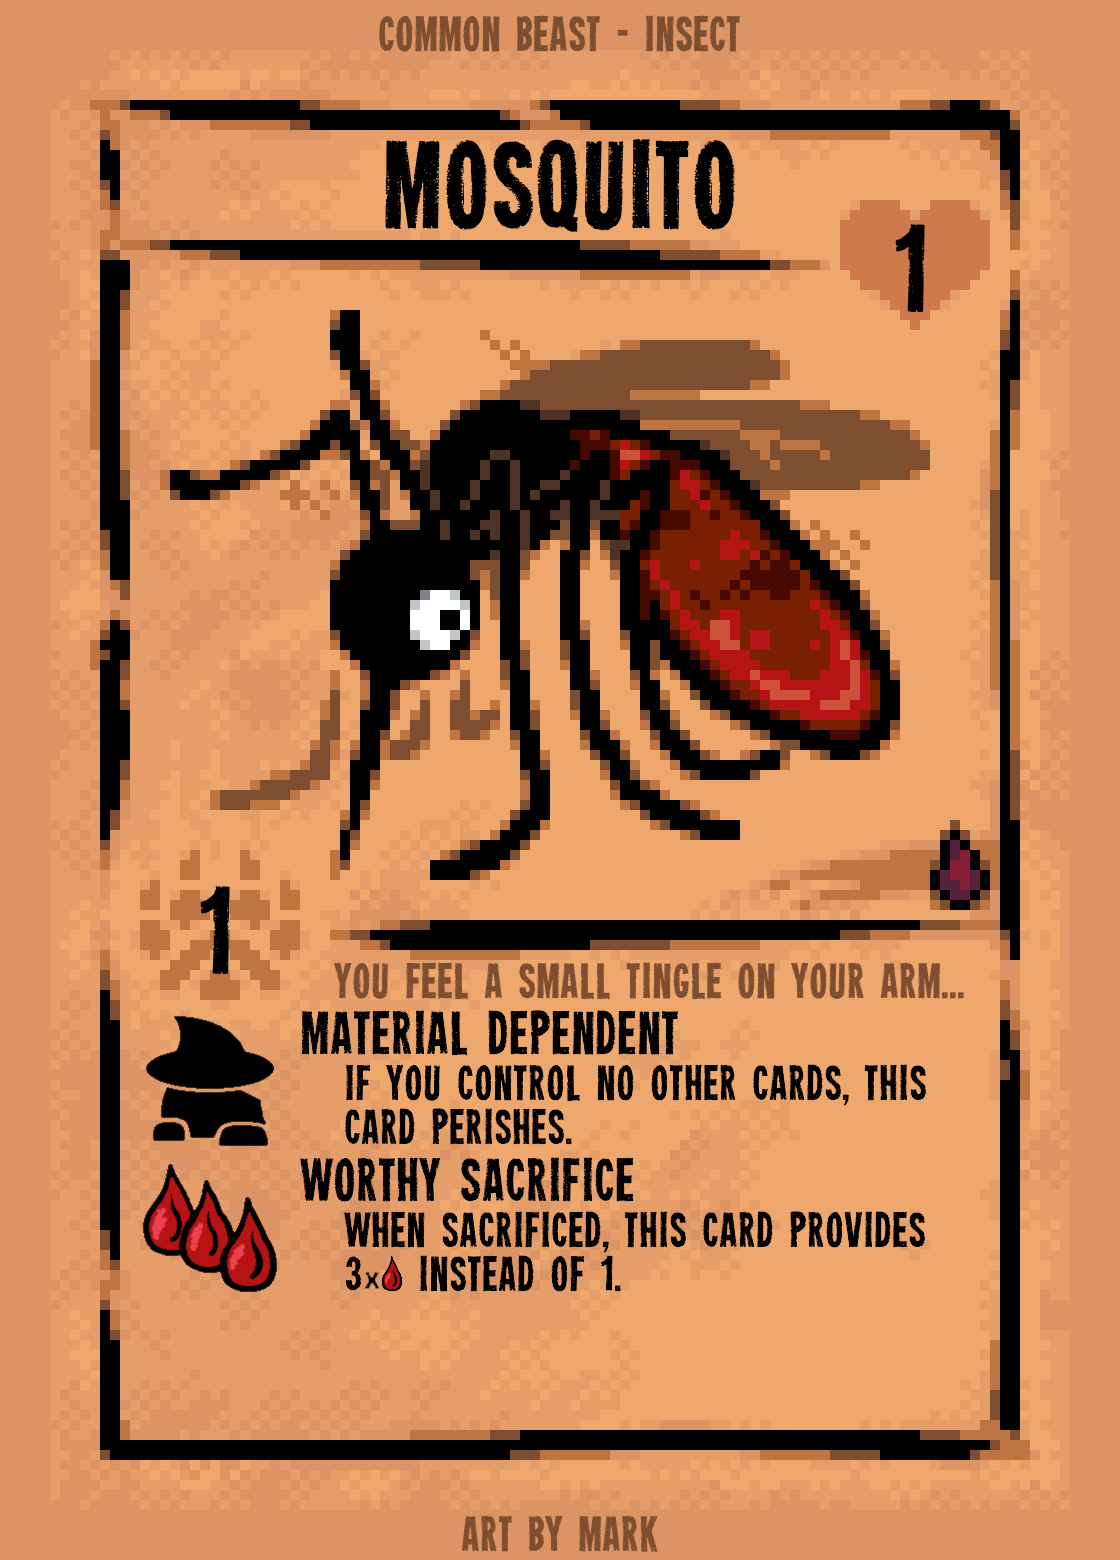 COMMON BEAST - INSECT
MOSQUITO
1
1
YOU FEEL A SMALL TINGLE ON YOUR ARM...
MATERIAL DEPENDENT
IF YOU CONTROL NO OTHER CARDS, THIS
CARD PERISHES.
WORTHY SACRIFICE
WHEN SACRIFICED, THIS CARD PROVIDES
3x INSTEAD OF 1.
ART BY MARK